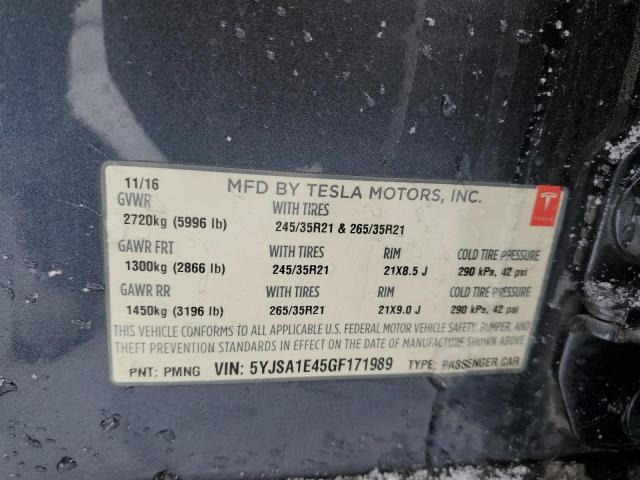 11/16 MFD BY TESLA MOTORS, INC.
GVWR WITH TIRES
2720kg (5996 lb) 245/35R21 & 265/35R21
GAWR FRT WITH TIRES RIM COLD TIRE PRESSURE
1300kg (2866 lb) 245/35R21 21X8.5 J 290 kPa, 42 psi
GAWR RR WITH TIRES RIM COLD TIRE PRESSURE
1450kg (3196 lb) 265/35R21 21X9.0 J 290 kPa, 42 psi
THIS VEHICLE CONFORMS TO ALL APPLICABLE U.S. FEDERAL MOTOR VEHICLE SAFETY, BUMPER, AND
THEFT PREVENTION STANDARDS IN EFFECT ON THE DATE OF MANUFACTURE SHOWN ABOVE.
PNT: PMNG VIN: 5YJSA1E45GF171989 TYPE: PASSENGER CAR
TESLA